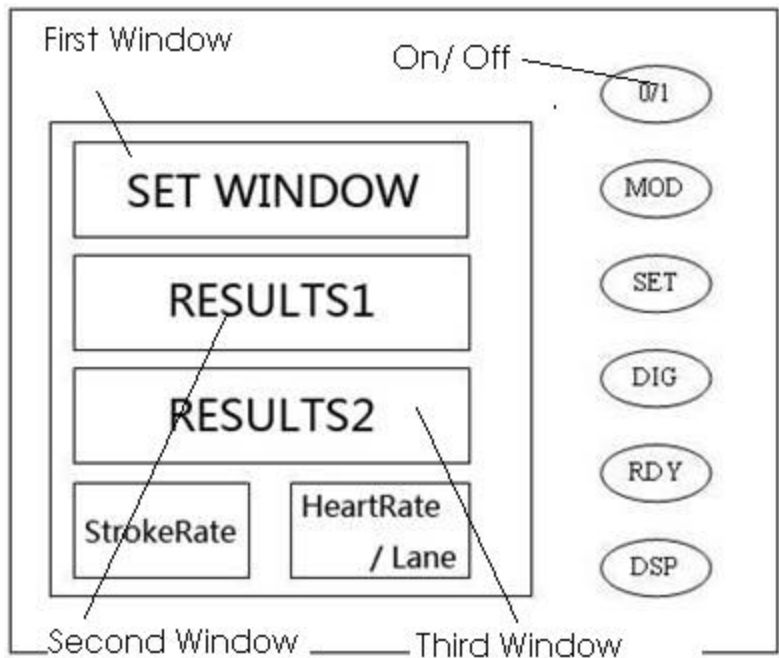 First Window
On/ Off
0/1
SET WINDOW
MOD
RESULTS1
SET
RESULTS2
DIG
StrokeRate
HeartRate
/ Lane
RDY
DSP
Second Window
Third Window